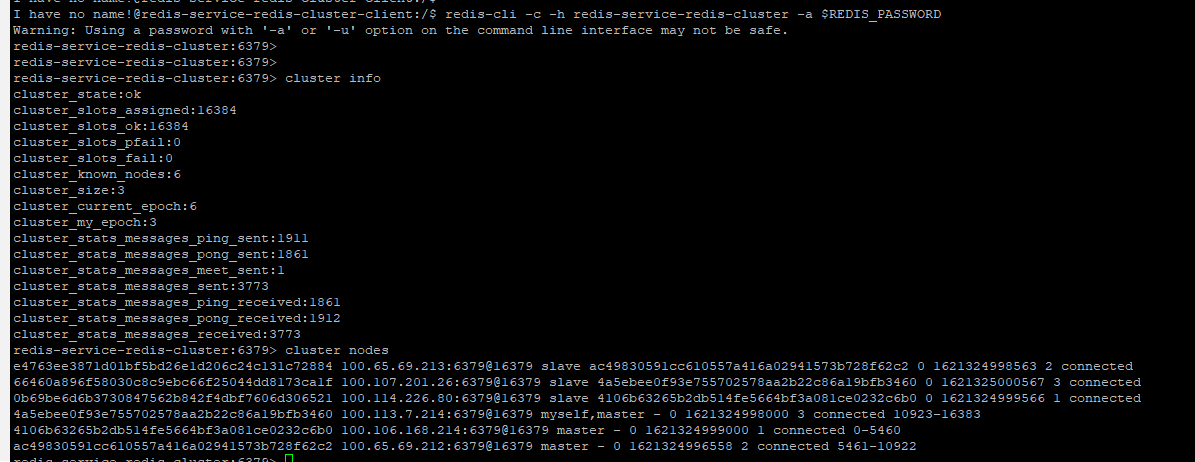 I have no name!@redis-service-redis-cluster-client:/$
I have no name!@redis-service-redis-cluster-client:/$ redis-cli -c -h redis-service-redis-cluster -a $REDIS_PASSWORD
Warning: Using a password with '-a' or '-u' option on the command line interface may not be safe.
redis-service-redis-cluster:6379>
redis-service-redis-cluster:6379>
redis-service-redis-cluster:6379> cluster info
cluster_state:ok
cluster_slots_assigned:16384
cluster_slots_ok:16384
cluster_slots_pfail:0
cluster_slots_fail:0
cluster_known_nodes:6
cluster_size:3
cluster_current_epoch:6
cluster_my_epoch:3
cluster_stats_messages_ping_sent:1911
cluster_stats_messages_pong_sent:1861
cluster_stats_messages_meet_sent:1
cluster_stats_messages_sent:3773
cluster_stats_messages_ping_received:1861
cluster_stats_messages_pong_received:1912
cluster_stats_messages_received:3773
redis-service-redis-cluster:6379> cluster nodes
e4763ee3871d01bf5bd26e1d206c24c131c72884 100.65.69.213:6379@16379 slave ac49830591cc610557a416a02941573b728f62c2 0 1621324998563 2 connected
66460a896f58030c8c9ebc66f25044dd8173ca1f 100.107.201.26:6379@16379 slave 4a5ebee0f93e755702578aa2b22c86a19bfb3460 0 1621325000567 3 connected
0b69be6d6b3730847562b842f4dbf7606d306521 100.114.226.80:6379@16379 slave 4106b63265b2db514fe5664bf3a081ce0232c6b0 0 1621324999566 1 connected
4a5ebee0f93e755702578aa2b22c86a19bfb3460 100.113.7.214:6379@16379 myself,master - 0 1621324998000 3 connected 10923-16383
4106b63265b2db514fe5664bf3a081ce0232c6b0 100.106.168.214:6379@16379 master - 0 1621324999000 1 connected 0-5460
ac49830591cc610557a416a02941573b728f62c2 100.65.69.212:6379@16379 master - 0 1621324996558 2 connected 5461-10922
redis-service-redis-cluster:6379>